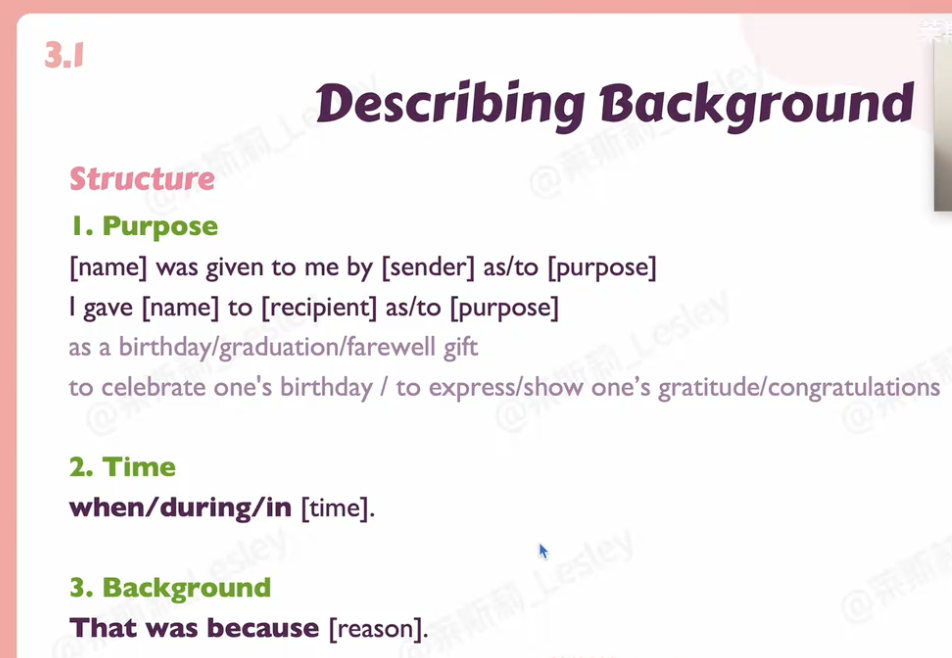 3.1
Describing Background
Structure
1. Purpose
[name] was given to me by [sender] as/to [purpose]
I gave [name] to [recipient] as/to [purpose]
as a birthday/graduation/farewell gift
to celebrate one's birthday / to express/show one’s gratitude/congratulations
2. Time
when/during/in [time].
3. Background
That was because [reason].
@莱斯莉_Lesley